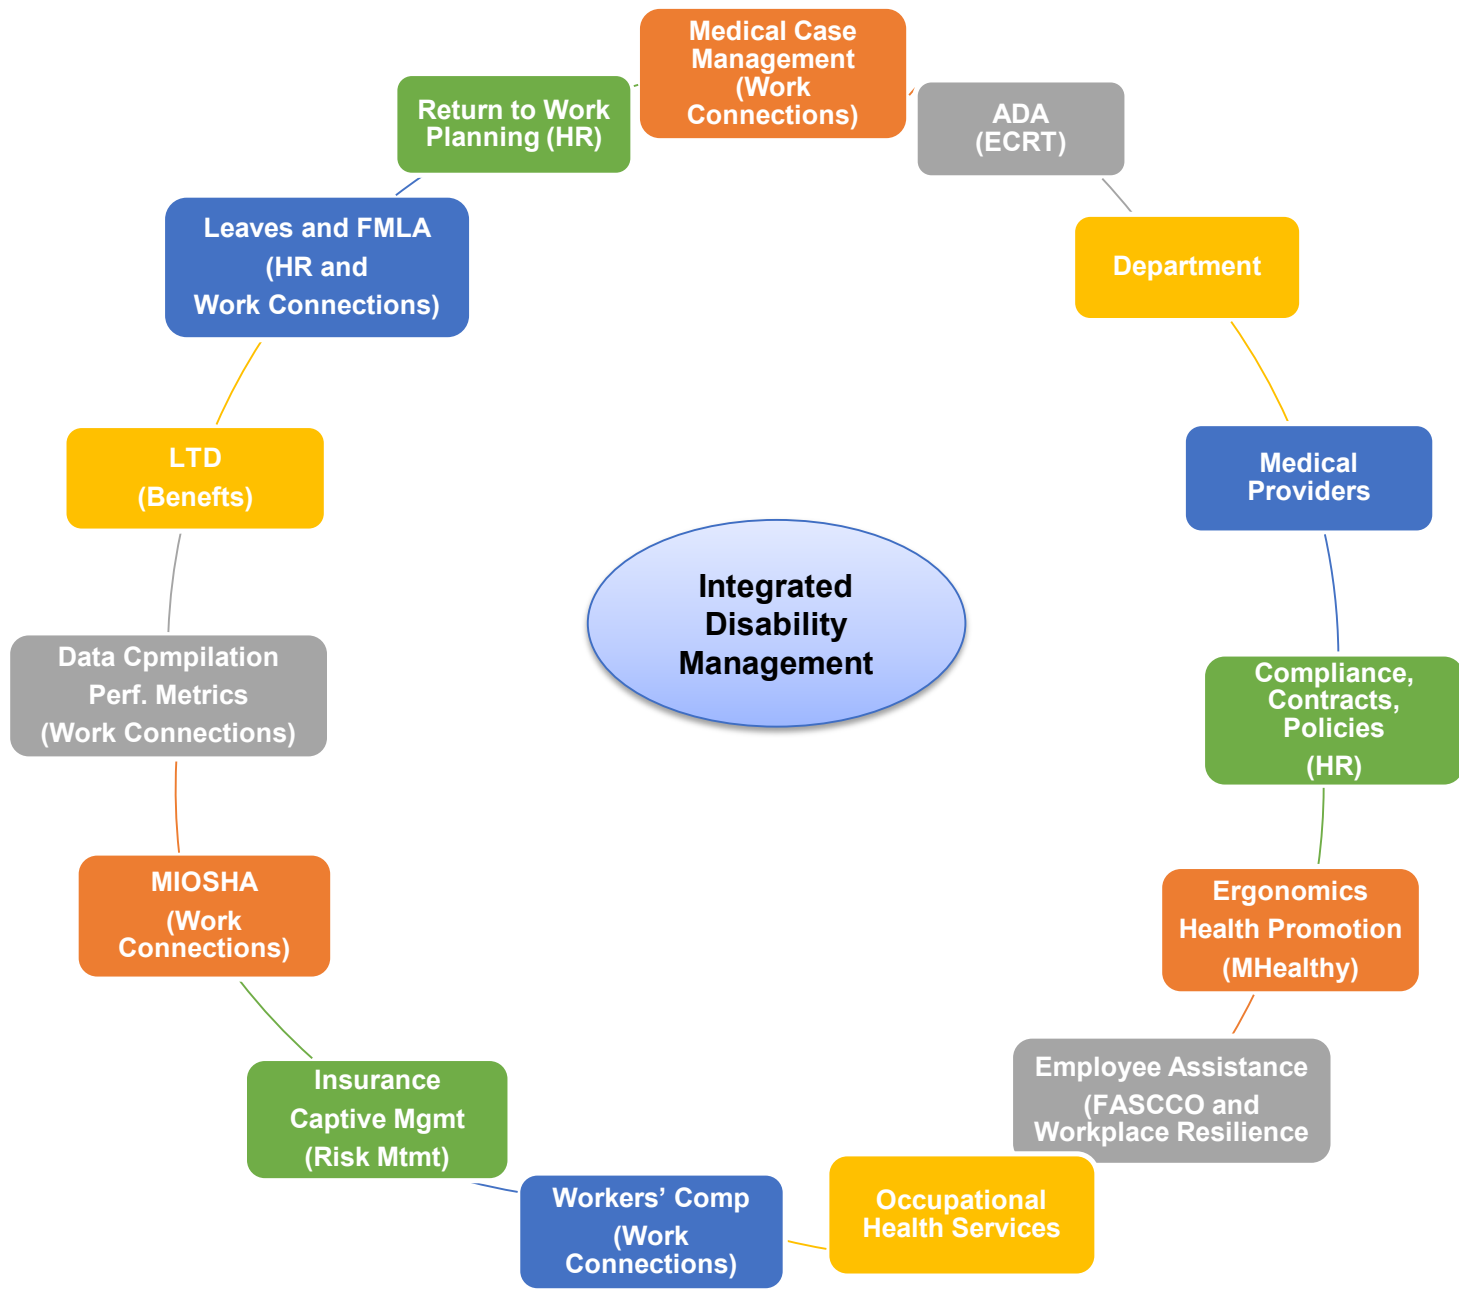 Medical Case
Management
(Work
Connections)
ADA
(ECRT)
Department
Medical
Providers
Compliance,
Contracts,
Policies
(HR)
Ergonomics
Health Promotion
(MHealthy)
Employee Assistance
(FASCCO and
Workplace Resilience
Occupational
Health Services
Workers’ Comp
(Work
Connections)
Insurance
Captive Mgmt
(Risk Mtmt)
MIOSHA
(Work
Connections)
Data Cpmpilation
Perf. Metrics
(Work Connections)
LTD
(Benefts)
Leaves and FMLA
(HR and
Work Connections)
Return to Work
Planning (HR)
Integrated
Disability
Management